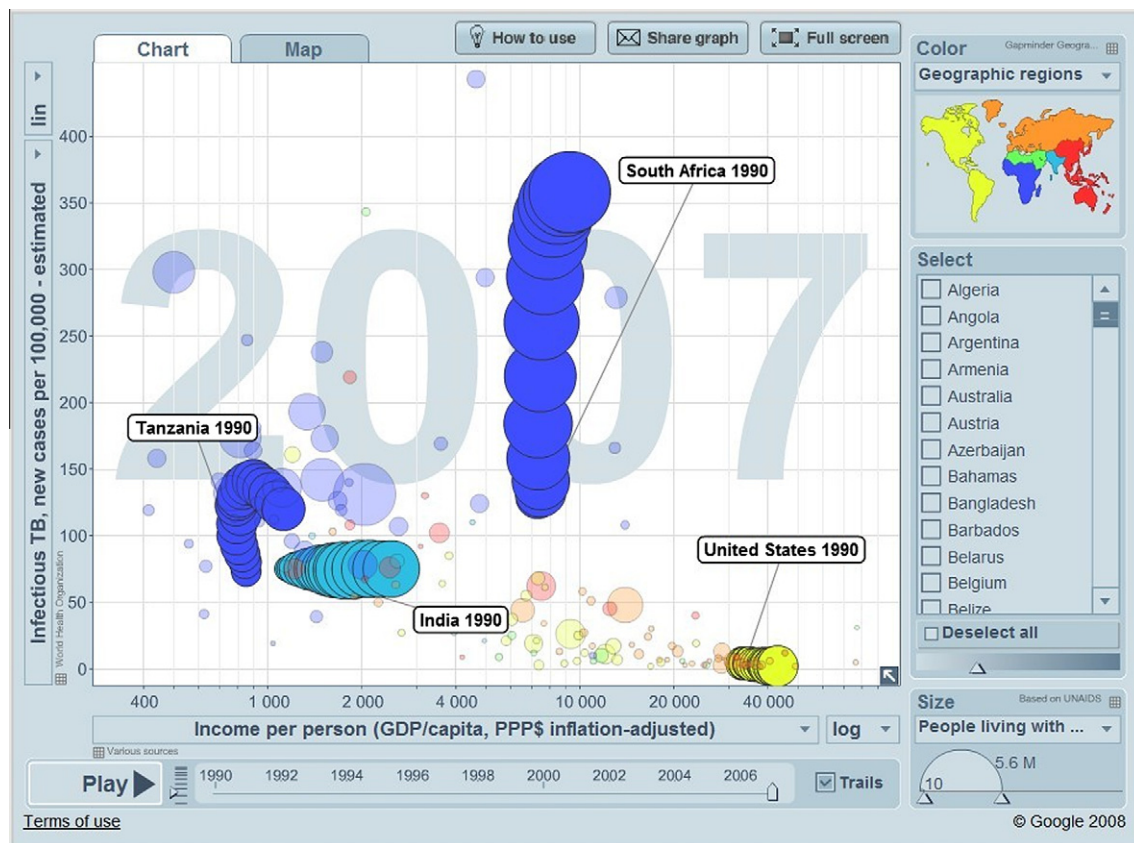 Chart
Map
How to use
Share graph
Full screen
Color
Gapminder Geogra...
Geographic regions
lin
Infectious TB, new cases per 100,000 - estimated
World Health Organization
400
350
300
250
200
150
100
50
0
2007
South Africa 1990
Tanzania 1990
United States 1990
India 1990
400
1 000
2 000
4 000
10 000
20 000
40 000
Income per person (GDP/capita, PPP$ inflation-adjusted)
log
Various sources
Select
Algeria
Angola
Argentina
Armenia
Australia
Austria
Azerbaijan
Bahamas
Bangladesh
Barbados
Belarus
Belgium
Belize
Deselect all
Size
Based on UNAIDS
People living with ...
5.6 M
10
Play
1990 1992 1994 1996 1998 2000 2002 2004 2006
Trails
Terms of use
© Google 2008